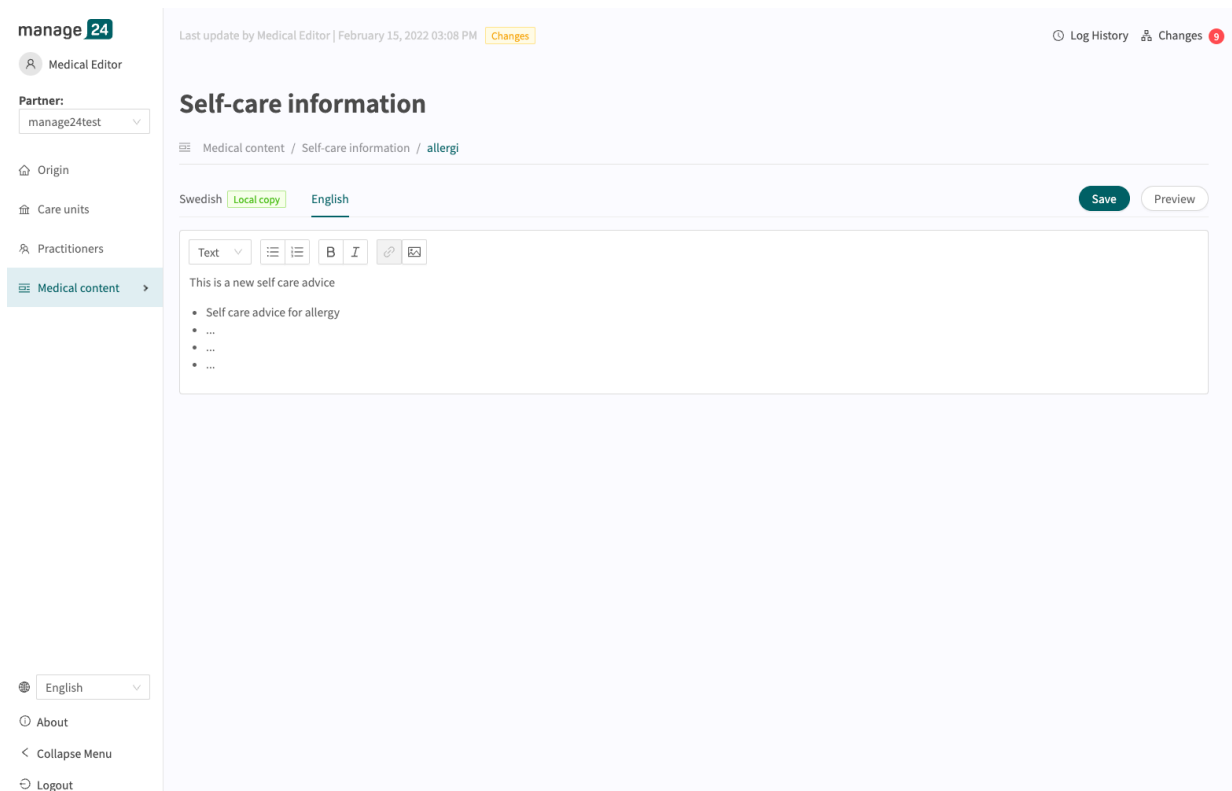 manage 24
Medical Editor
Partner:
manage24test
Origin
Care units
Practitioners
Medical content
English
About
Collapse Menu
Logout
Last update by Medical Editor | February 15, 2022 03:08 PM Changes
Log History Changes 9
Self-care information
Medical content / Self-care information / allergi
Swedish Local copy English Save Preview
Text B I
This is a new self care advice
• Self care advice for allergy
• ...
• ...
• ...